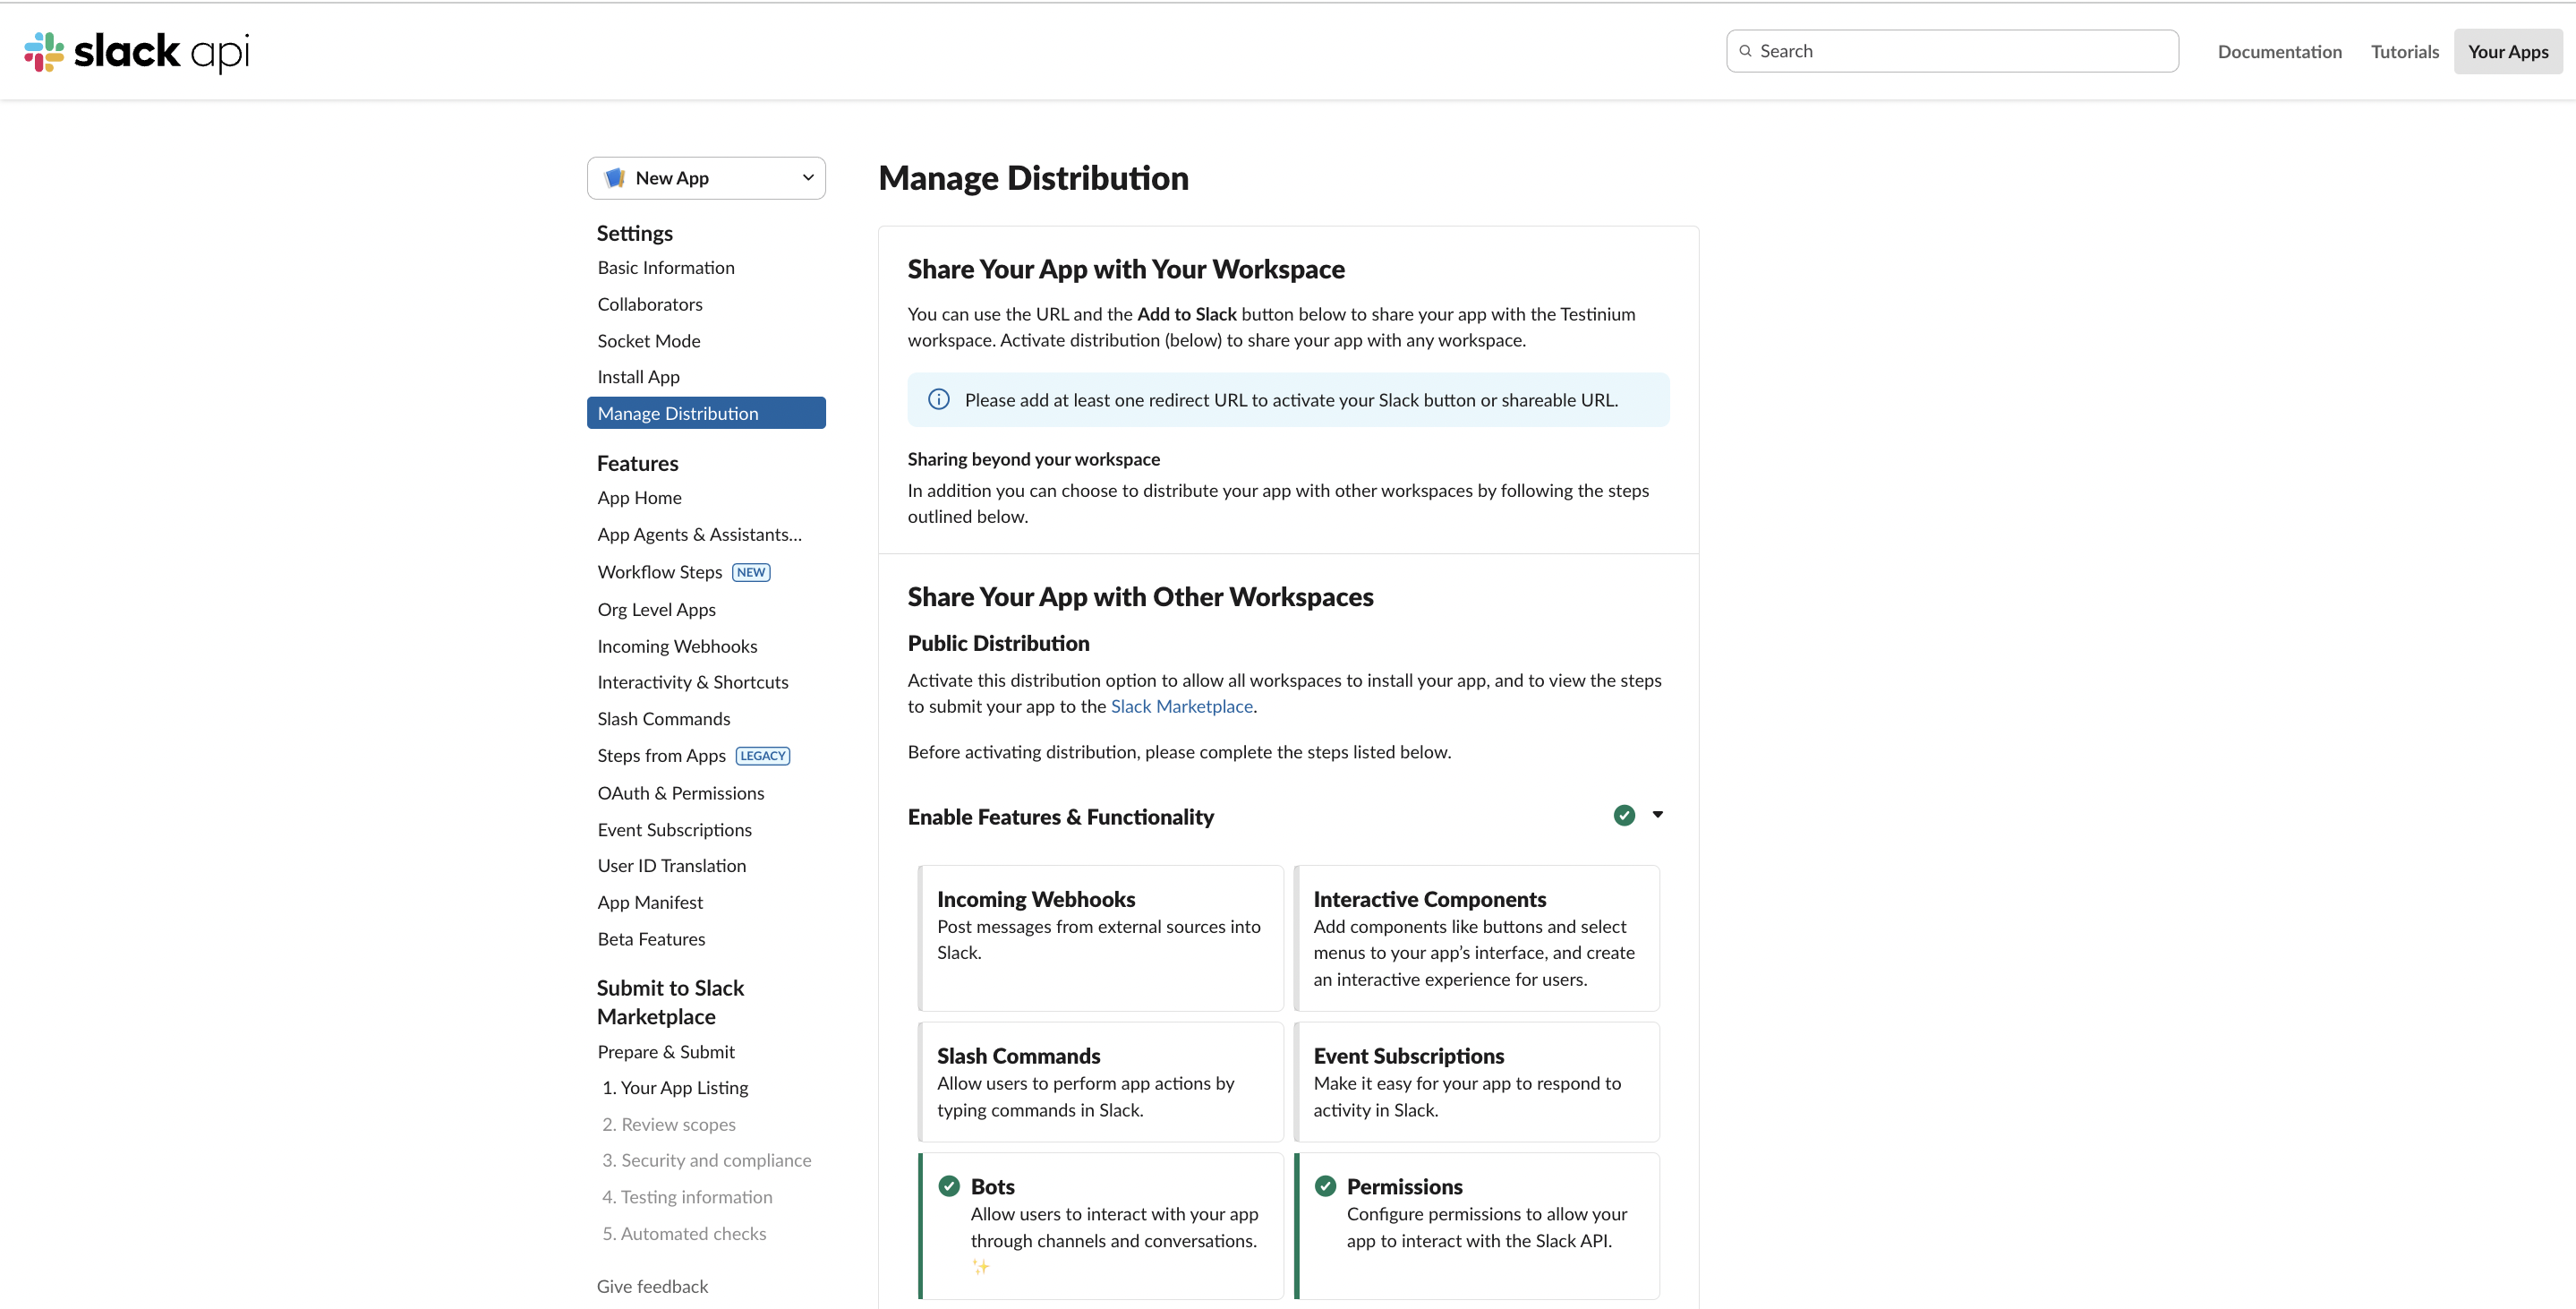 slack api
Search
Documentation
Tutorials
Your Apps
New App
Settings
Basic Information
Collaborators
Socket Mode
Install App
Manage Distribution
Features
App Home
App Agents & Assistants...
Workflow Steps NEW
Org Level Apps
Incoming Webhooks
Interactivity & Shortcuts
Slash Commands
Steps from Apps LEGACY
OAuth & Permissions
Event Subscriptions
User ID Translation
App Manifest
Beta Features
Submit to Slack
Marketplace
Prepare & Submit
1. Your App Listing
2. Review scopes
3. Security and compliance
4. Testing information
5. Automated checks
Give feedback
Manage Distribution
Share Your App with Your Workspace
You can use the URL and the Add to Slack button below to share your app with the Testinium
workspace. Activate distribution (below) to share your app with any workspace.
Please add at least one redirect URL to activate your Slack button or shareable URL.
Sharing beyond your workspace
In addition you can choose to distribute your app with other workspaces by following the steps
outlined below.
Share Your App with Other Workspaces
Public Distribution
Activate this distribution option to allow all workspaces to install your app, and to view the steps
to submit your app to the Slack Marketplace.
Before activating distribution, please complete the steps listed below.
Enable Features & Functionality
Incoming Webhooks
Post messages from external sources into
Slack.
Interactive Components
Add components like buttons and select
menus to your app’s interface, and create
an interactive experience for users.
Slash Commands
Allow users to perform app actions by
typing commands in Slack.
Event Subscriptions
Make it easy for your app to respond to
activity in Slack.
Bots
Allow users to interact with your app
through channels and conversations.
✨
Permissions
Configure permissions to allow your
app to interact with the Slack API.